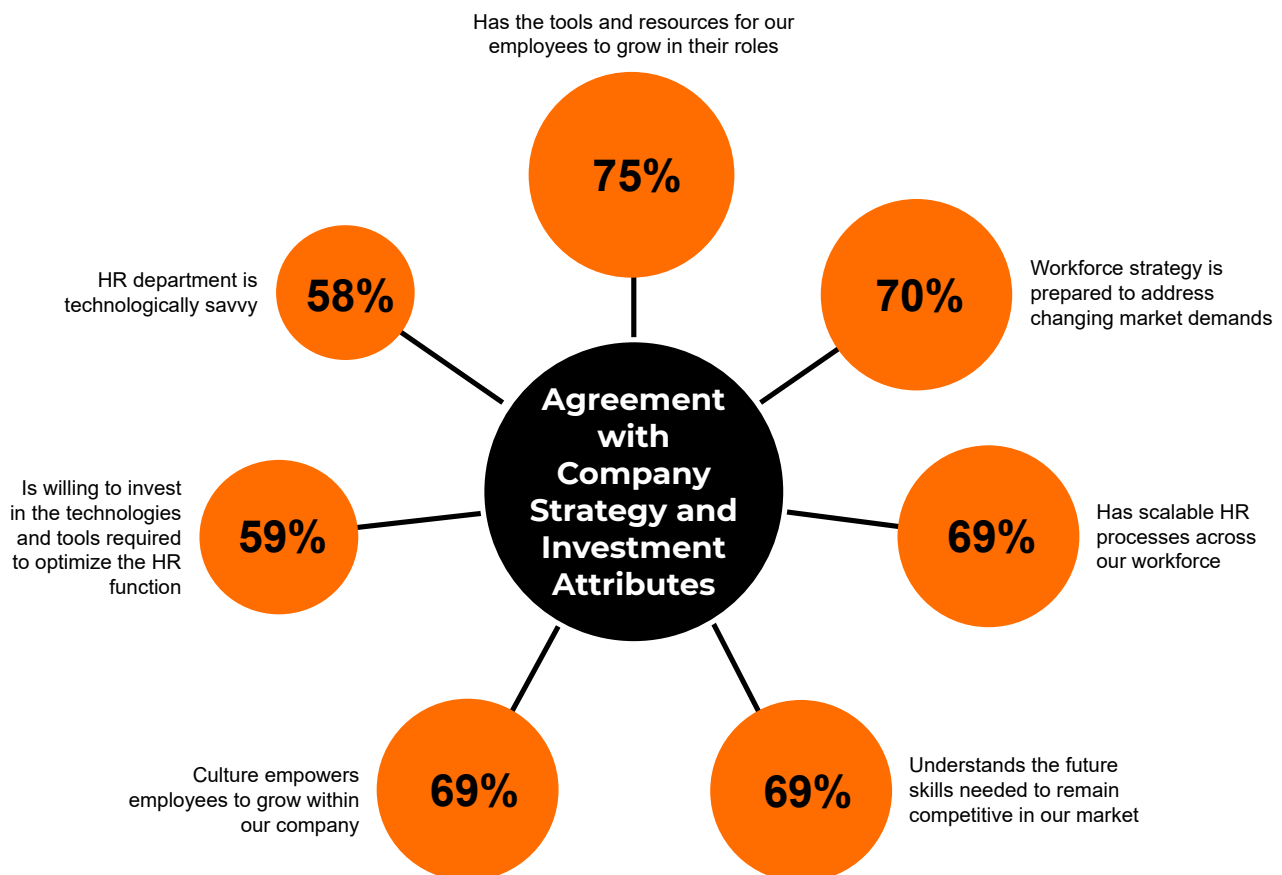 Has the tools and resources for our
employees to grow in their roles
75%
HR department is
technologically savvy
58%
70%
Workforce strategy is
prepared to address
changing market demands
Agreement
with
Company
Strategy and
Investment
Attributes
Is willing to invest
in the technologies
and tools required
to optimize the HR
function
59%
69%
Has scalable HR
processes across
our workforce
Culture empowers
employees to grow within
our company
69%
69%
Understands the future
skills needed to remain
competitive in our market